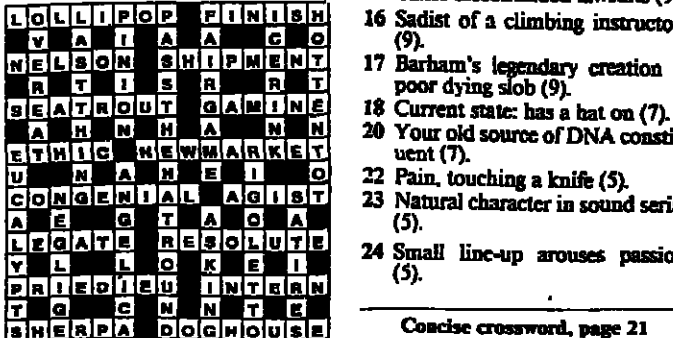 LOLLIPOP FINISH
Y A I A A C O
NELSON SHIPMENT
R T I S R R T
SEATROUT GAMINE
A H N H A N N
ETHIC NEWMARKET
U N A H E I O
CONGENIAL AGIST
A E G T A O A
LEGATE RESOLUTE
Y L L O K E I
PRIEDIEU INTERN
T G C N N T E
SHERPA DOGHOUSE
16 Sadist of a climbing instructo
(9).
17 Barham's legendary creation
poor dying slob (9).
18 Current state: has a hat on (7).
20 Your old source of DNA consti
uent (7).
22 Pain, touching a knife (5).
23 Natural character in sound seri
(5).
24 Small line-up arouses passio
(5).
Concise crossword, page 21